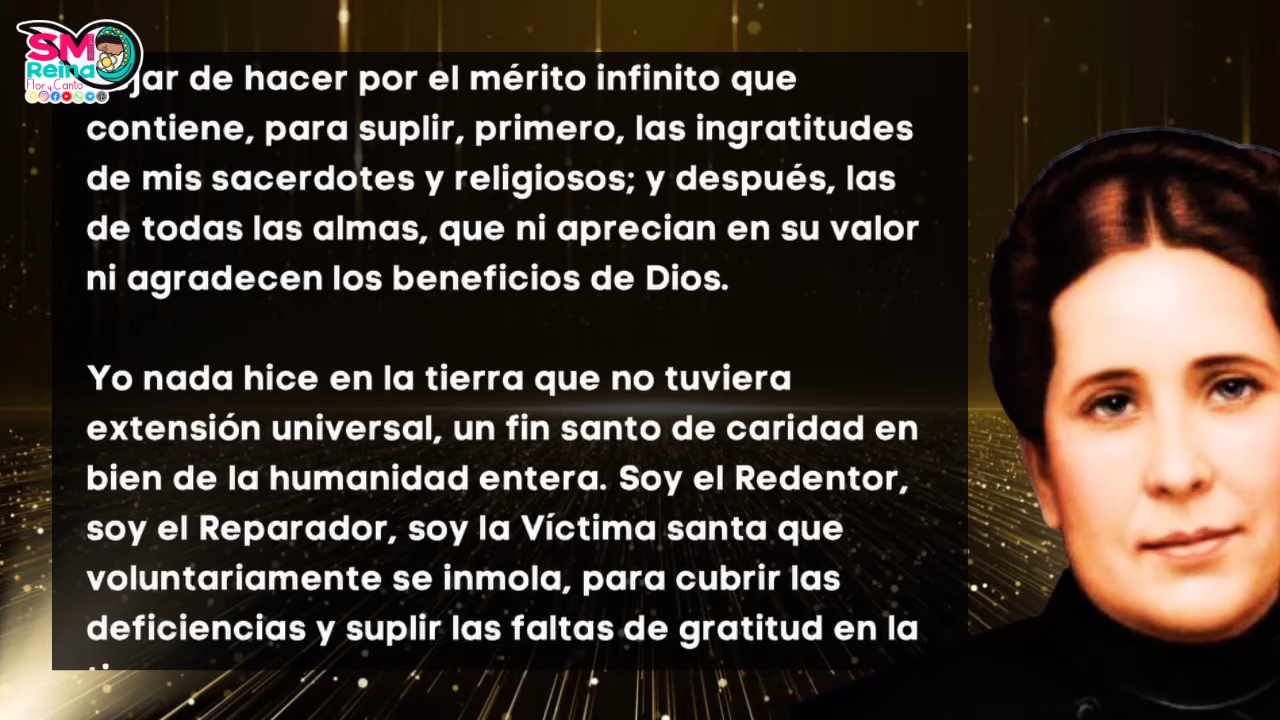 SM
Reina
Flor y Canto
jar de hacer por el mérito infinito que
contiene, para suplir, primero, las ingratitudes
de mis sacerdotes y religiosos; y después, las
de todas las almas, que ni aprecian en su valor
ni agradecen los beneficios de Dios.
Yo nada hice en la tierra que no tuviera
extensión universal, un fin santo de caridad en
bien de la humanidad entera. Soy el Redentor,
soy el Reparador, soy la Víctima santa que
voluntariamente se inmola, para cubrir las
deficiencias y suplir las faltas de gratitud en la